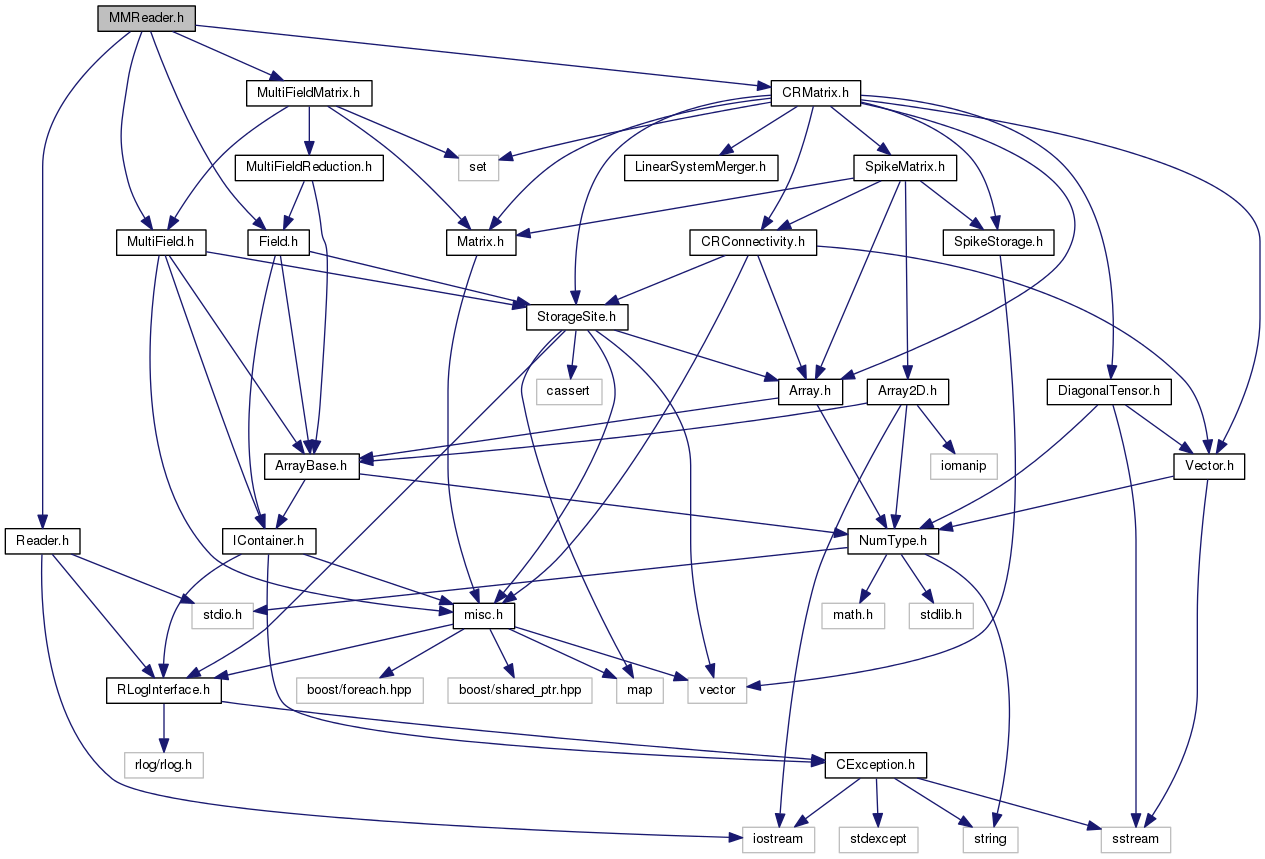 MMReader.h
MultiFieldMatrix.h
CRMatrix.h
MultiFieldReduction.h
set
LinearSystemMerger.h
SpikeMatrix.h
MultiField.h
Field.h
Matrix.h
CRConnectivity.h
SpikeStorage.h
StorageSite.h
cassert
Array.h
Array2D.h
DiagonalTensor.h
ArrayBase.h
iomanip
Vector.h
Reader.h
IContainer.h
NumType.h
stdio.h
misc.h
math.h
stdlib.h
RLogInterface.h
boost/foreach.hpp
boost/shared_ptr.hpp
map
vector
rlog/rlog.h
CException.h
iostream
stdexcept
string
sstream